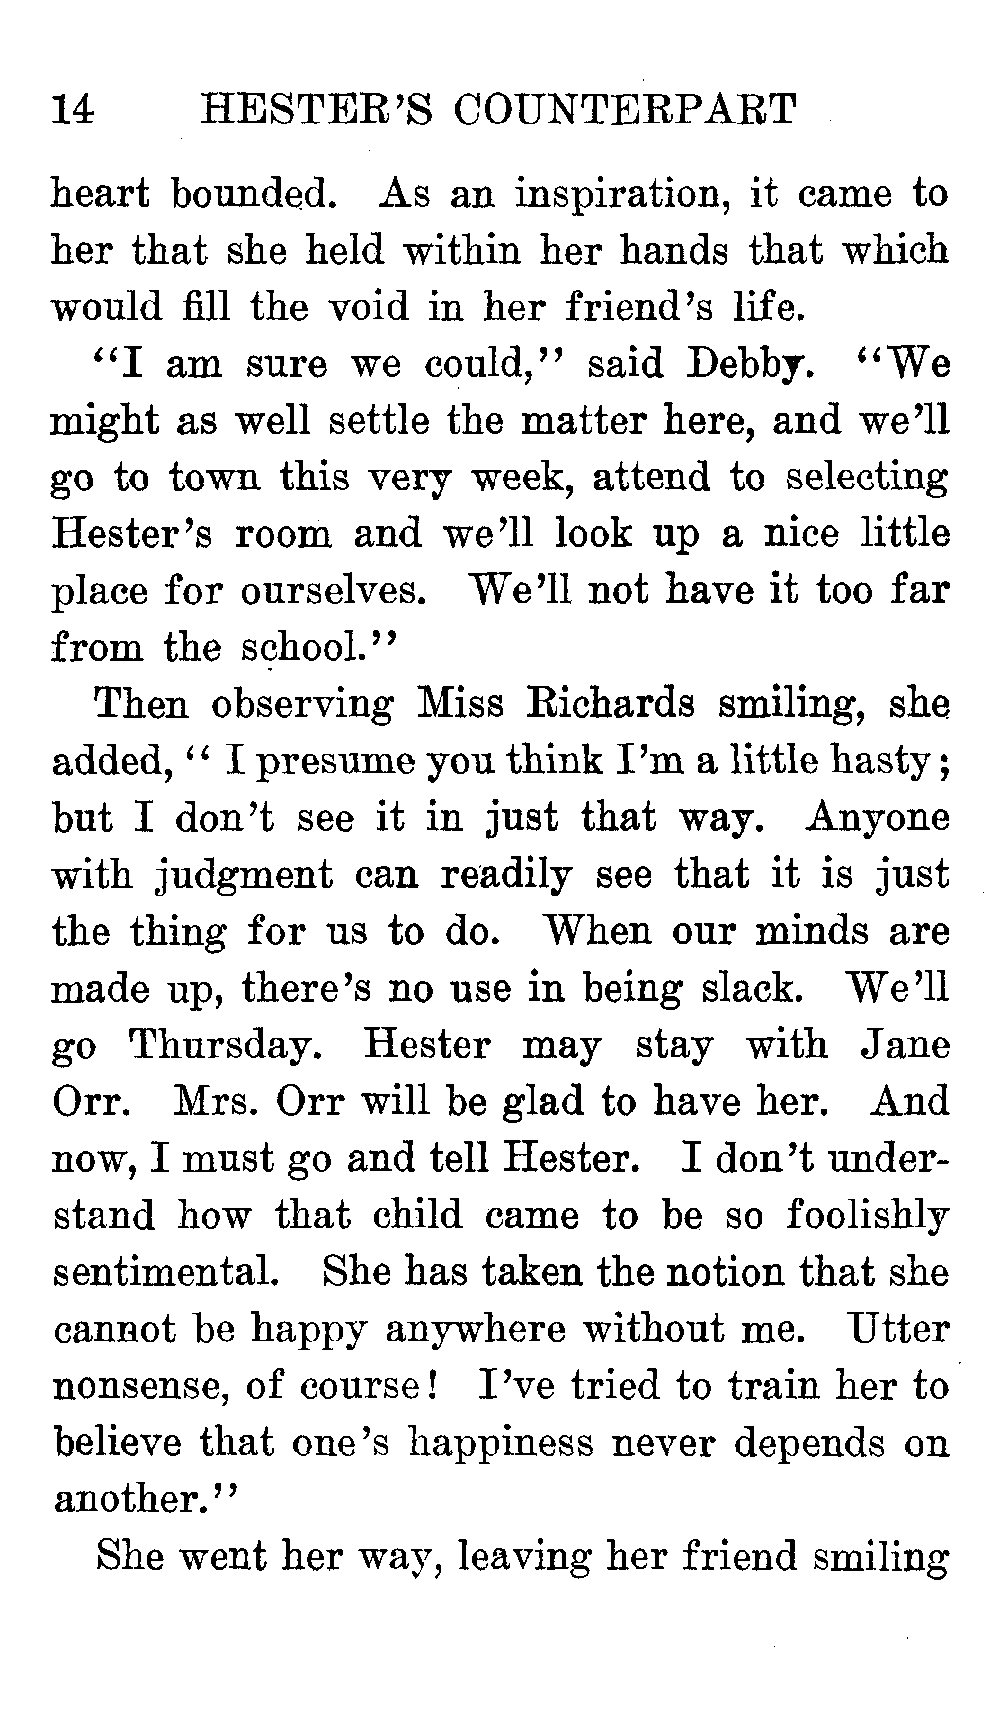 14 HESTER'S COUNTERPART
heart bounded. As an inspiration, it came to
her that she held within her hands that which
would fill the void in her friend's life.
"I am sure we could," said Debby. "We
might as well settle the matter here, and we'll
go to town this very week, attend to selecting
Hester's room and we'll look up a nice little
place for ourselves. We'll not have it too far
from the school."
Then observing Miss Richards smiling, she
added, " I presume you think I'm a little hasty;
but I don't see it in just that way. Anyone
with judgment can readily see that it is just
the thing for us to do. When our minds are
made up, there's no use in being slack. We'll
go Thursday. Hester may stay with Jane
Orr. Mrs. Orr will be glad to have her. And
now, I must go and tell Hester. I don't under-
stand how that child came to be so foolishly
sentimental. She has taken the notion that she
cannot be happy anywhere without me. Utter
nonsense, of course! I've tried to train her to
believe that one's happiness never depends on
another."
She went her way, leaving her friend smiling